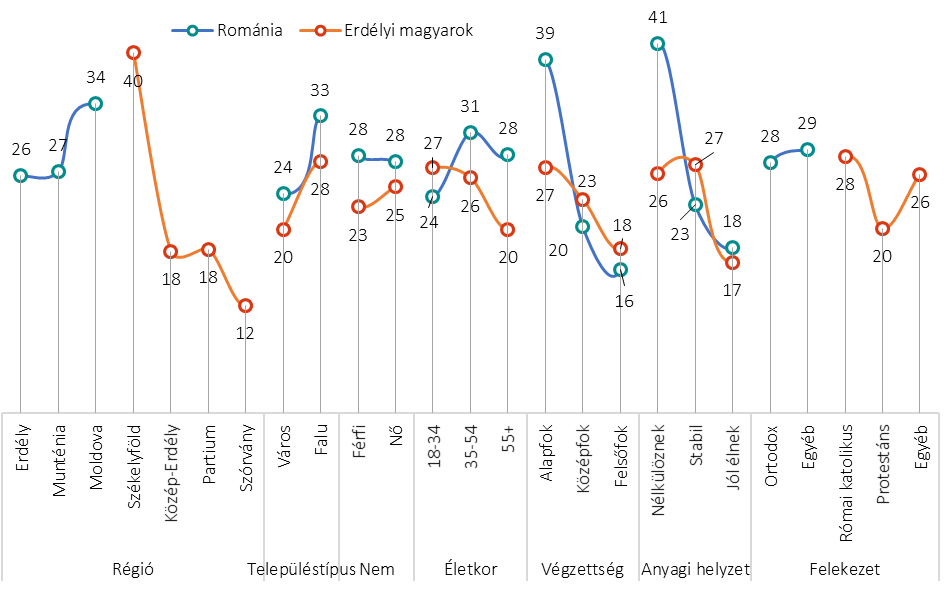 Románia Erdélyi magyarok
26 27 34 40 18 18 12
24 33 20 28
28 28 23 25
27 31 28 24 26 20
39 27 23 20 18 16
41 26 27 23 18 17
28 29 28 20 26
Erdély Munténia Moldova Székelyföld Közép-Erdély Partium Szórvány Város Falu Férfi Nő 18-34 35-54 55+ Alapfok Középfok Felsőfok Nélkülöznek Stabil Jól élnek Ortodox Egyéb Római katolikus Protestáns Egyéb
Régió Településtípus Nem Életkor Végzettség Anyagi helyzet Felekezet